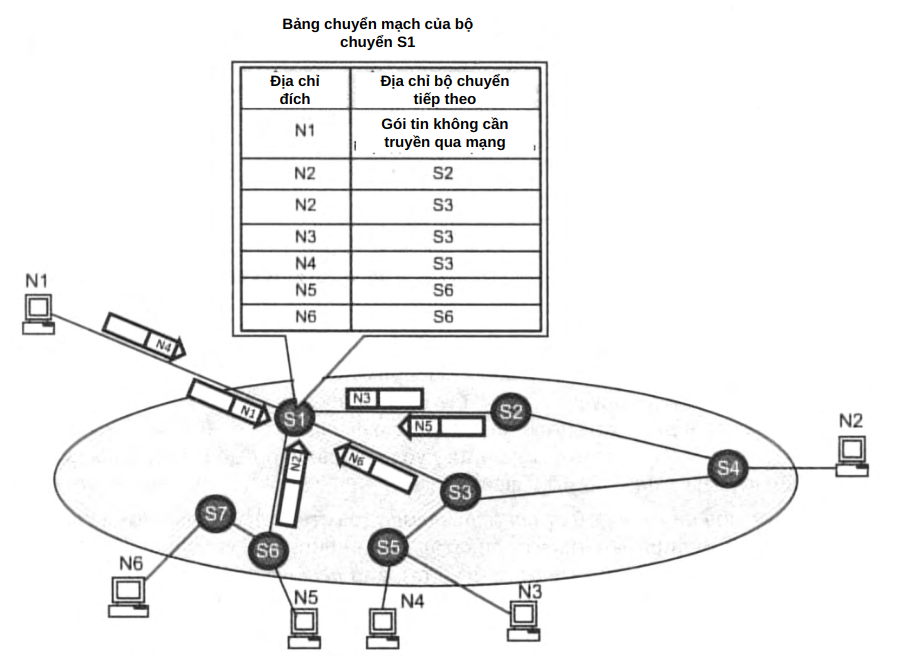 Bảng chuyển mạch của bộ
chuyển S1
Địa chỉ
đích
Địa chỉ bộ chuyển
tiếp theo
N1
Gói tin không cần
truyền qua mạng
N2
S2
N2
S3
N3
S3
N4
S3
N5
S6
N6
S6
N1
N4
N1
S1
N3
S2
N5
N2
N6
N2
S4
S3
S7
S6
S5
N6
N5
N4
N3